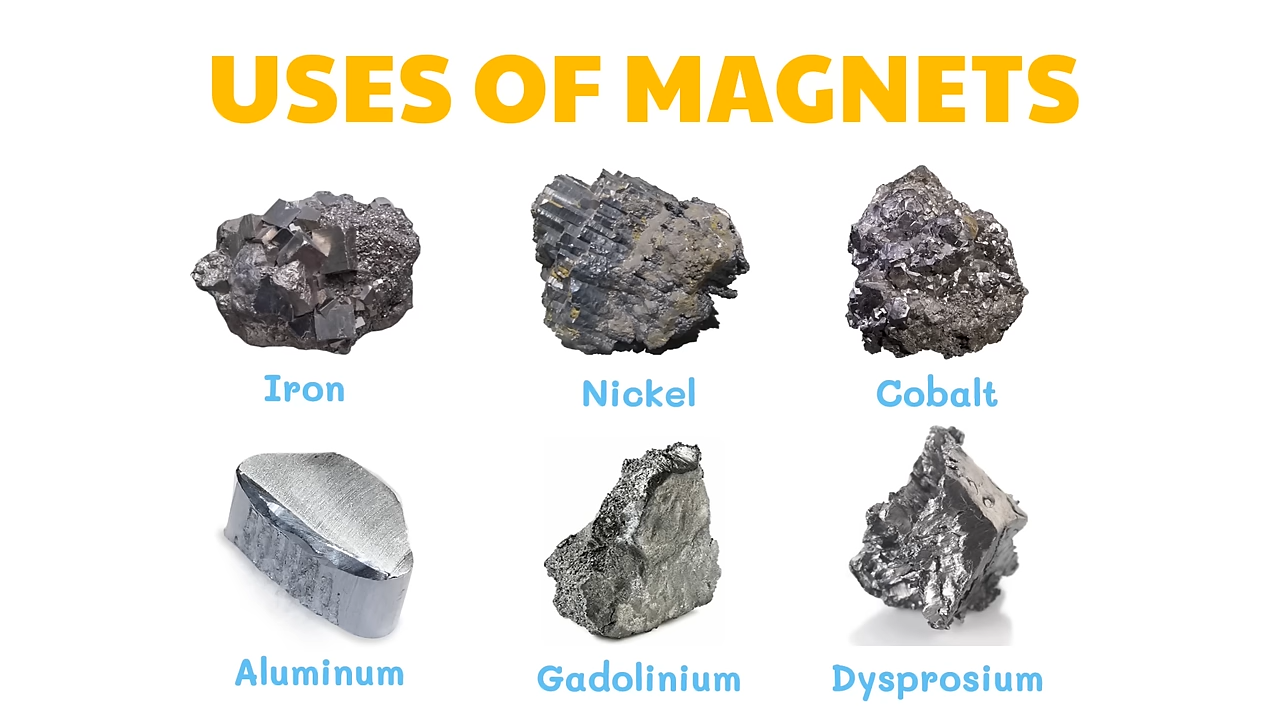 USES OF MAGNETS
Iron
Nickel
Cobalt
Aluminum
Gadolinium
Dysprosium